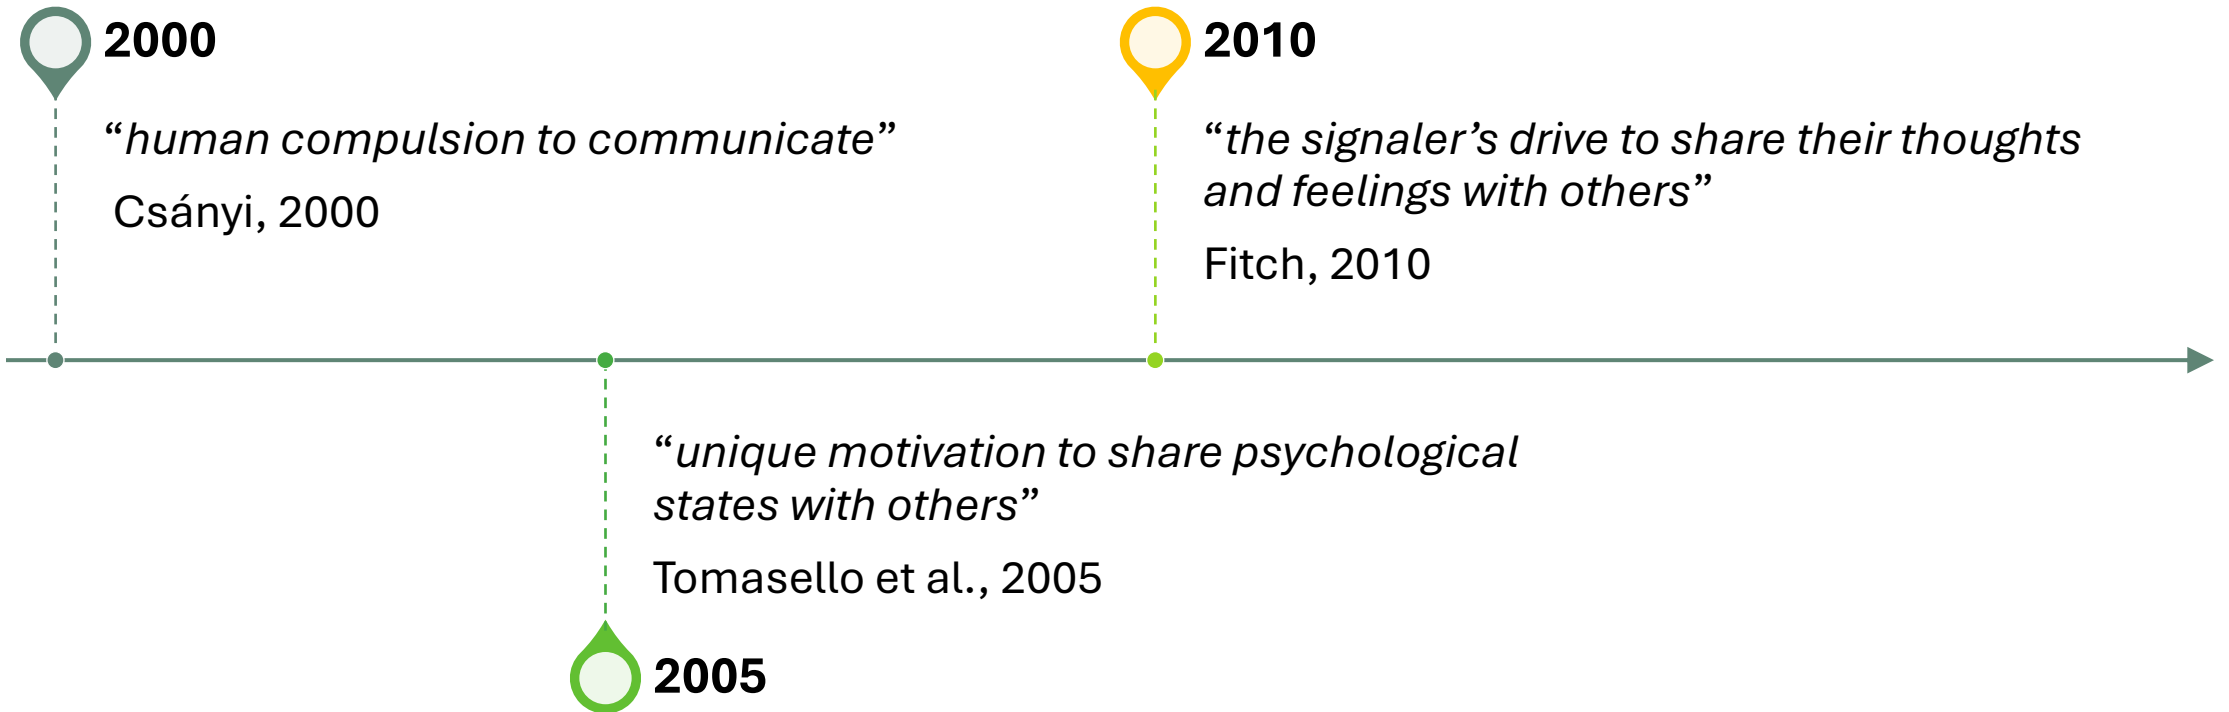 2000
“human compulsion to communicate”
Csányi, 2000
2010
“the signaler’s drive to share their thoughts
and feelings with others”
Fitch, 2010
“unique motivation to share psychological
states with others”
Tomasello et al., 2005
2005